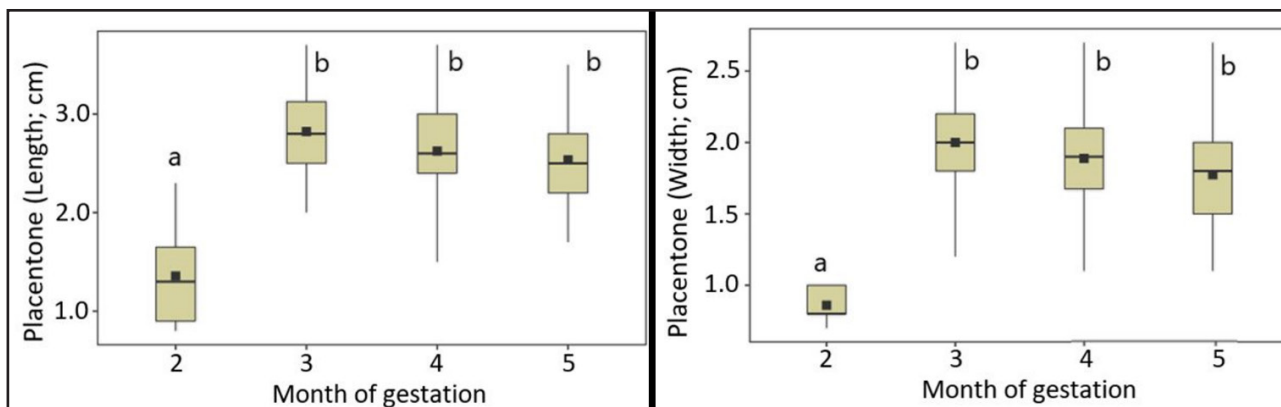 Placentone (Length; cm)
3.0
2.0
1.0
a
b
b
b
2
3
4
5
Month of gestation
Placentone (Width; cm)
2.5
2.0
1.5
1.0
a
b
b
b
2
3
4
5
Month of gestation